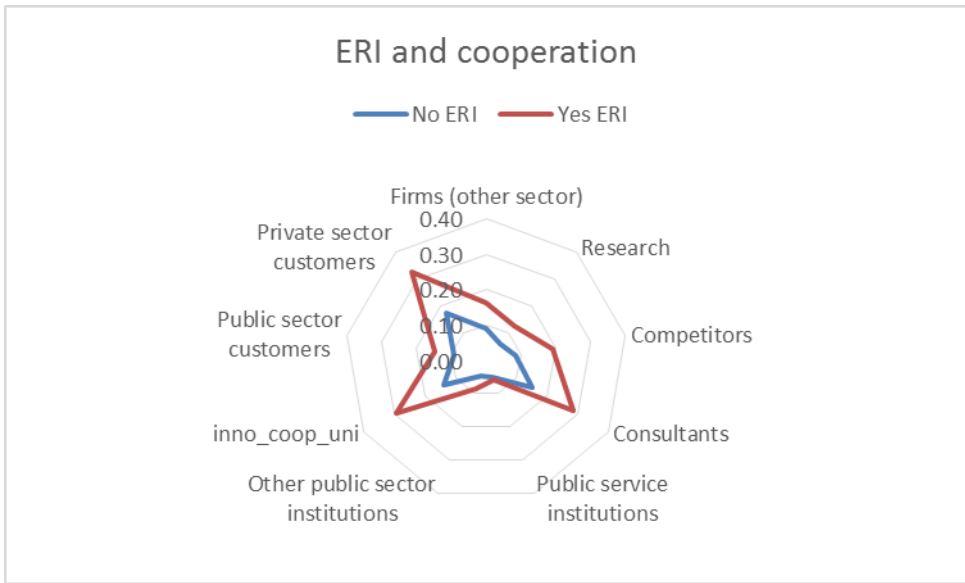 ERI and cooperation
No ERI Yes ERI
Firms (other sector)
0.40
0.30
0.20
0.10
0.00
Research
Competitors
Consultants
Public service
institutions
Other public sector
institutions
inno_coop_uni
Public sector
customers
Private sector
customers